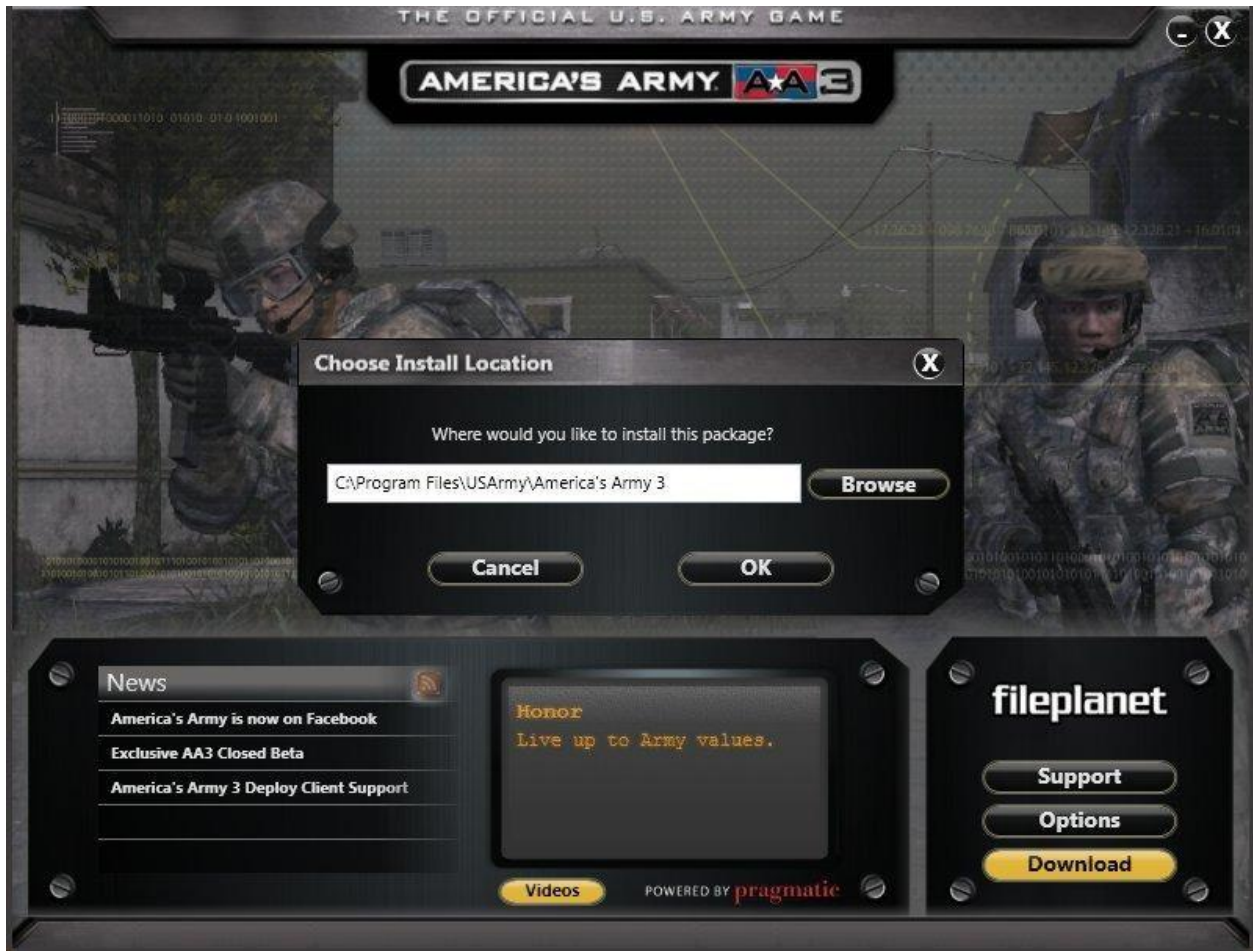 THE OFFICIAL U.S. ARMY GAME
- X
AMERICA'S ARMY AA3
Choose Install Location
X
Where would you like to install this package?
C:\Program Files\USArmy\America's Army 3
Browse
Cancel
OK
News
America's Army is now on Facebook
Exclusive AA3 Closed Beta
America's Army 3 Deploy Client Support
Honor
Live up to Army values.
Videos
POWERED BY pragmatic
fileplanet
Support
Options
Download